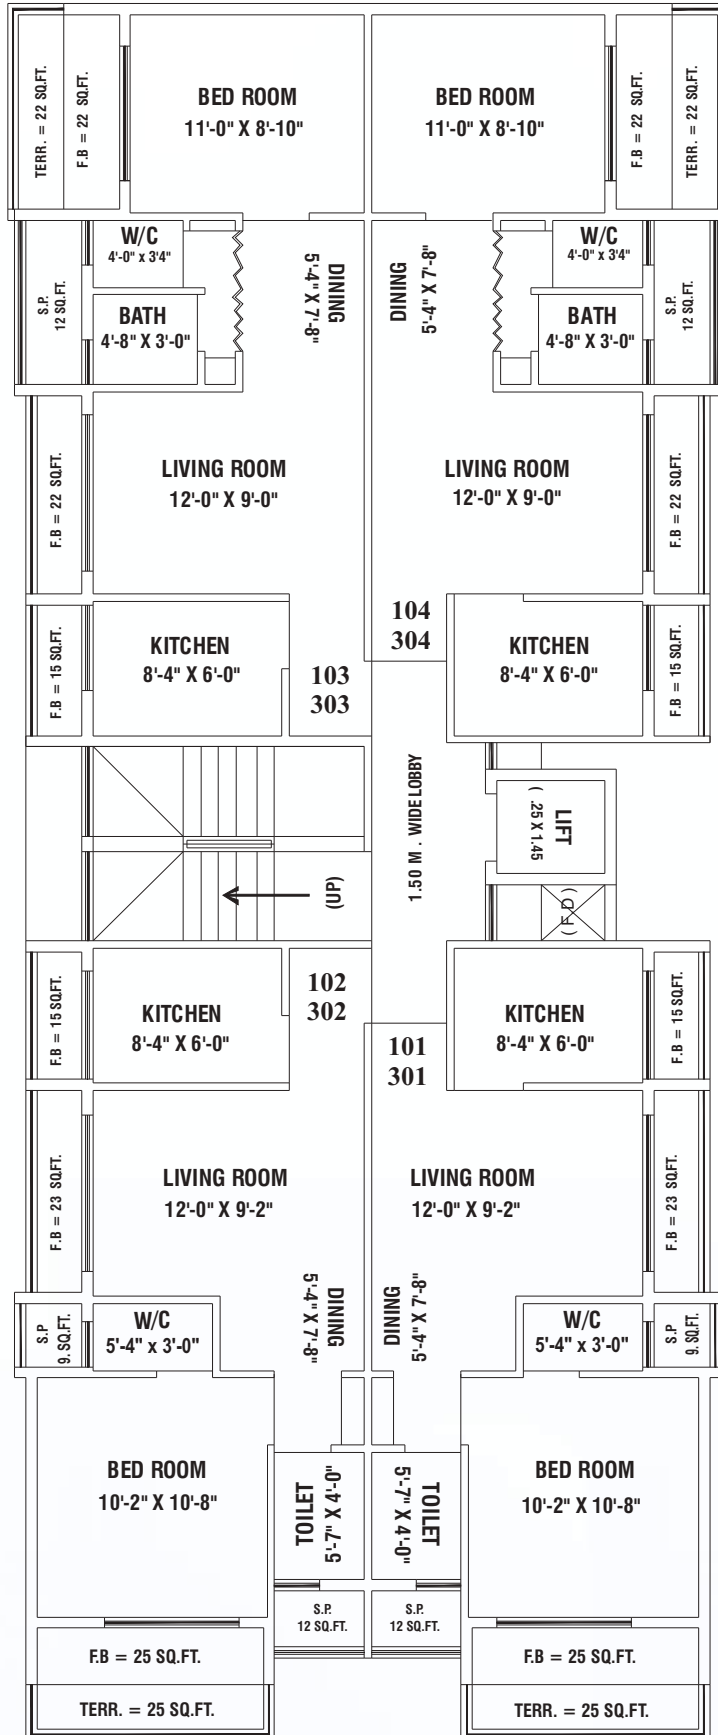 TERR. = 22 SQ.FT.
F.B = 22 SQ.FT.
BED ROOM
11'-0" X 8'-10"
BED ROOM
11'-0" X 8'-10"
F.B = 22 SQ.FT.
TERR. = 22 SQ.FT.
S.P.
12 SQ.FT.
W/C
4'-0" x 3'4"
BATH
4'-8" X 3'-0"
DINING
5'-4" X 7'-8"
DINING
5'-4" X 7'-8"
W/C
4'-0" x 3'4"
BATH
4'-8" X 3'-0"
S.P.
12 SQ.FT.
F.B = 22 SQ.FT.
LIVING ROOM
12'-0" X 9'-0"
LIVING ROOM
12'-0" X 9'-0"
F.B = 22 SQ.FT.
F.B = 15 SQ.FT.
KITCHEN
8'-4" X 6'-0"
103
303
104
304
KITCHEN
8'-4" X 6'-0"
F.B = 15 SQ.FT.
1.50 M . WIDE LOBBY
LIFT
( .25 X 1.45
(UP)
(F.D)
F.B = 15 SQ.FT.
KITCHEN
8'-4" X 6'-0"
102
302
101
301
KITCHEN
8'-4" X 6'-0"
F.B = 15 SQ.FT.
F.B = 23 SQ.FT.
LIVING ROOM
12'-0" X 9'-2"
LIVING ROOM
12'-0" X 9'-2"
F.B = 23 SQ.FT.
S.P
9. SQ.FT.
W/C
5'-4" x 3'-0"
DINING
5'-4" X 7'-8"
DINING
5'-4" X 7'-8"
W/C
5'-4" x 3'-0"
S.P
9. SQ.FT.
BED ROOM
10'-2" X 10'-8"
TOILET
5'-7" X 4'-0"
TOILET
5'-7" X 4'-0"
BED ROOM
10'-2" X 10'-8"
S.P.
12 SQ.FT.
S.P.
12 SQ.FT.
F.B = 25 SQ.FT.
F.B = 25 SQ.FT.
TERR. = 25 SQ.FT.
TERR. = 25 SQ.FT.